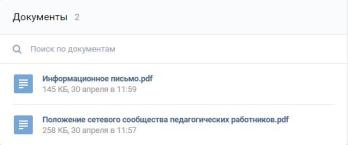 Документы 2
Поиск по документам
Информационное письмо.pdf
145 КБ, 30 апреля в 11:59
Положение сетевого сообщества педагогических работников.pdf
258 КБ, 30 апреля в 11:57